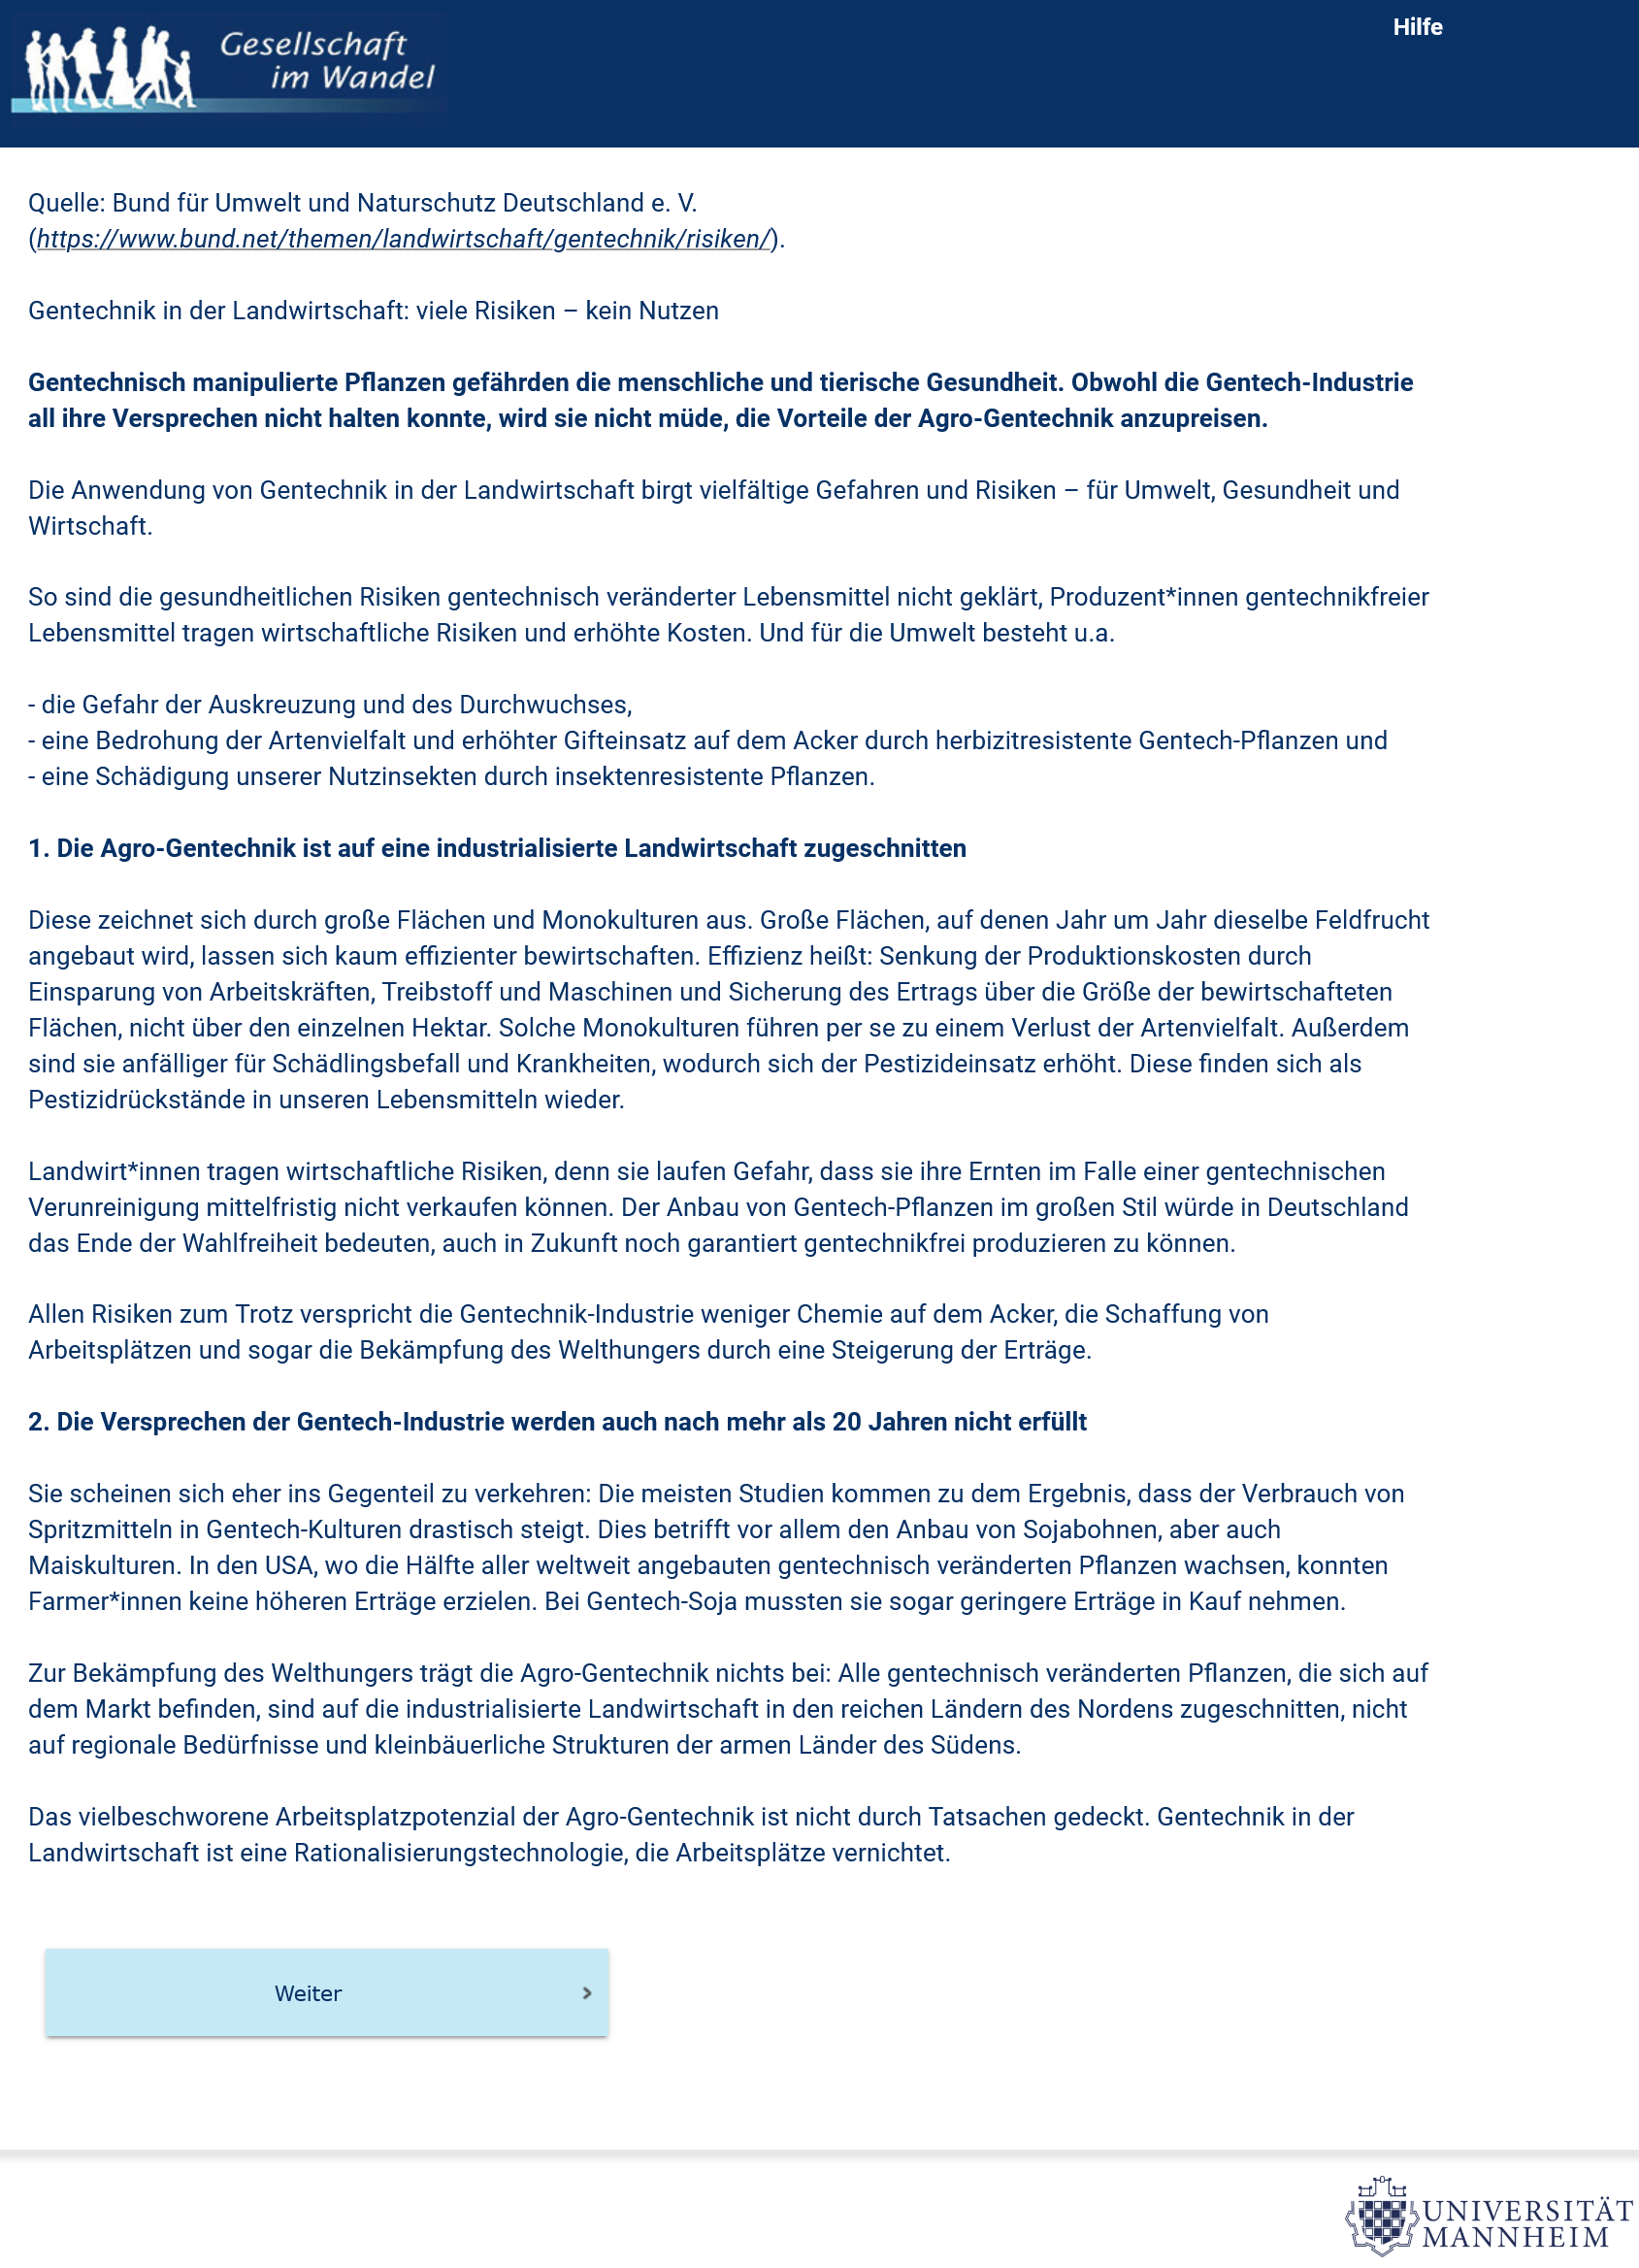 Gesellschaft
im Wandel
Hilfe
Quelle: Bund für Umwelt und Naturschutz Deutschland e. V.
(https://www.bund.net/themen/landwirtschaft/gentechnik/risiken/).
Gentechnik in der Landwirtschaft: viele Risiken – kein Nutzen
Gentechnisch manipulierte Pflanzen gefährden die menschliche und tierische Gesundheit. Obwohl die Gentech-Industrie
all ihre Versprechen nicht halten konnte, wird sie nicht müde, die Vorteile der Agro-Gentechnik anzupreisen.
Die Anwendung von Gentechnik in der Landwirtschaft birgt vielfältige Gefahren und Risiken – für Umwelt, Gesundheit und
Wirtschaft.
So sind die gesundheitlichen Risiken gentechnisch veränderter Lebensmittel nicht geklärt, Produzent*innen gentechnikfreier
Lebensmittel tragen wirtschaftliche Risiken und erhöhte Kosten. Und für die Umwelt besteht u.a.
- die Gefahr der Auskreuzung und des Durchwuchses,
- eine Bedrohung der Artenvielfalt und erhöhter Gifteinsatz auf dem Acker durch herbizitresistente Gentech-Pflanzen und
- eine Schädigung unserer Nutzinsekten durch insektenresistente Pflanzen.
1. Die Agro-Gentechnik ist auf eine industrialisierte Landwirtschaft zugeschnitten
Diese zeichnet sich durch große Flächen und Monokulturen aus. Große Flächen, auf denen Jahr um Jahr dieselbe Feldfrucht
angebaut wird, lassen sich kaum effizienter bewirtschaften. Effizienz heißt: Senkung der Produktionskosten durch
Einsparung von Arbeitskräften, Treibstoff und Maschinen und Sicherung des Ertrags über die Größe der bewirtschafteten
Flächen, nicht über den einzelnen Hektar. Solche Monokulturen führen per se zu einem Verlust der Artenvielfalt. Außerdem
sind sie anfälliger für Schädlingsbefall und Krankheiten, wodurch sich der Pestizideinsatz erhöht. Diese finden sich als
Pestizidrückstände in unseren Lebensmitteln wieder.
Landwirt*innen tragen wirtschaftliche Risiken, denn sie laufen Gefahr, dass sie ihre Ernten im Falle einer gentechnischen
Verunreinigung mittelfristig nicht verkaufen können. Der Anbau von Gentech-Pflanzen im großen Stil würde in Deutschland
das Ende der Wahlfreiheit bedeuten, auch in Zukunft noch garantiert gentechnikfrei produzieren zu können.
Allen Risiken zum Trotz verspricht die Gentechnik-Industrie weniger Chemie auf dem Acker, die Schaffung von
Arbeitsplätzen und sogar die Bekämpfung des Welthungers durch eine Steigerung der Erträge.
2. Die Versprechen der Gentech-Industrie werden auch nach mehr als 20 Jahren nicht erfüllt
Sie scheinen sich eher ins Gegenteil zu verkehren: Die meisten Studien kommen zu dem Ergebnis, dass der Verbrauch von
Spritzmitteln in Gentech-Kulturen drastisch steigt. Dies betrifft vor allem den Anbau von Sojabohnen, aber auch
Maiskulturen. In den USA, wo die Hälfte aller weltweit angebauten gentechnisch veränderten Pflanzen wachsen, konnten
Farmer*innen keine höheren Erträge erzielen. Bei Gentech-Soja mussten sie sogar geringere Erträge in Kauf nehmen.
Zur Bekämpfung des Welthungers trägt die Agro-Gentechnik nichts bei: Alle gentechnisch veränderten Pflanzen, die sich auf
dem Markt befinden, sind auf die industrialisierte Landwirtschaft in den reichen Ländern des Nordens zugeschnitten, nicht
auf regionale Bedürfnisse und kleinbäuerliche Strukturen der armen Länder des Südens.
Das vielbeschworene Arbeitsplatzpotenzial der Agro-Gentechnik ist nicht durch Tatsachen gedeckt. Gentechnik in der
Landwirtschaft ist eine Rationalisierungstechnologie, die Arbeitsplätze vernichtet.
Weiter
UNIVERSITÄT
MANNHEIM